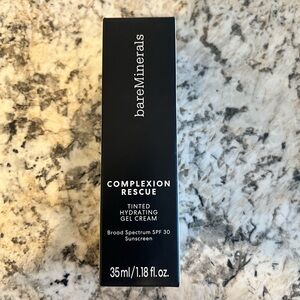 bareMinerals
COMPLEXION
RESCUE
TINTED
HYDRATING
GEL CREAM
Broad Spectrum SPF 30
Sunscreen
35ml/1.18 fl.oz.